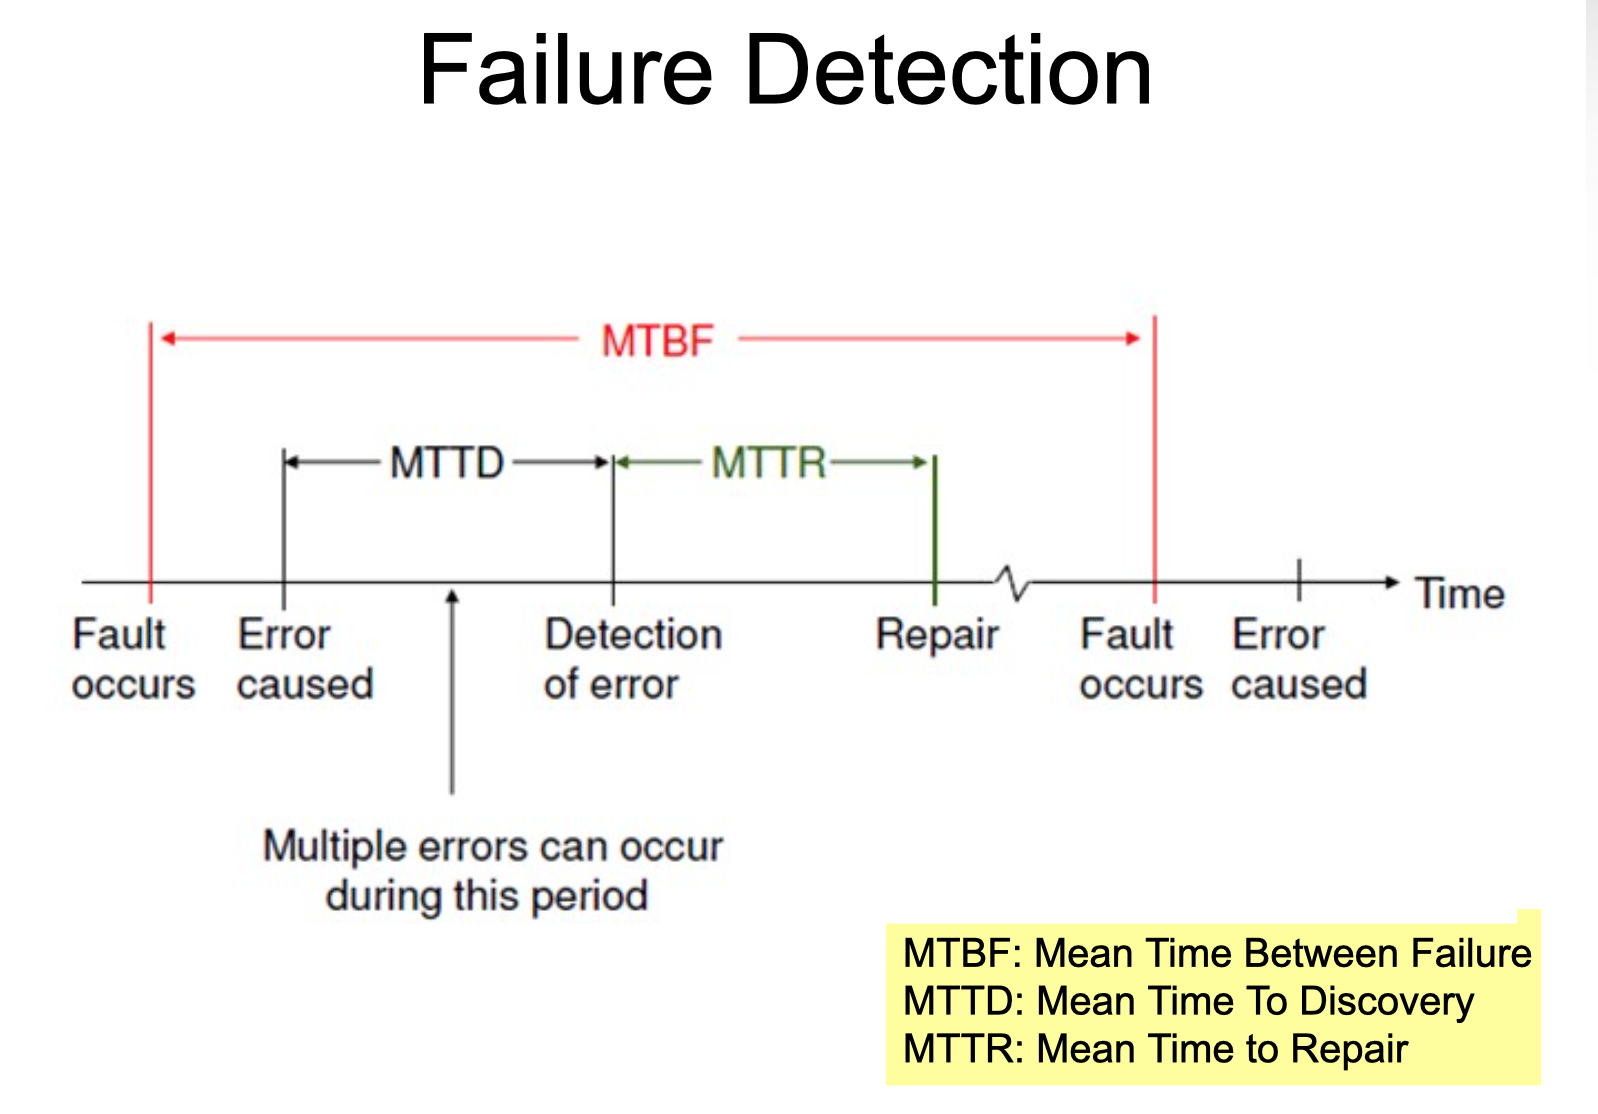 Failure Detection
MTBF
MTTD
MTTR
Time
Fault
occurs
Error
caused
Detection
of error
Repair
Fault
occurs
Error
caused
Multiple errors can occur
during this period
MTBF: Mean Time Between Failure
MTTD: Mean Time To Discovery
MTTR: Mean Time to Repair